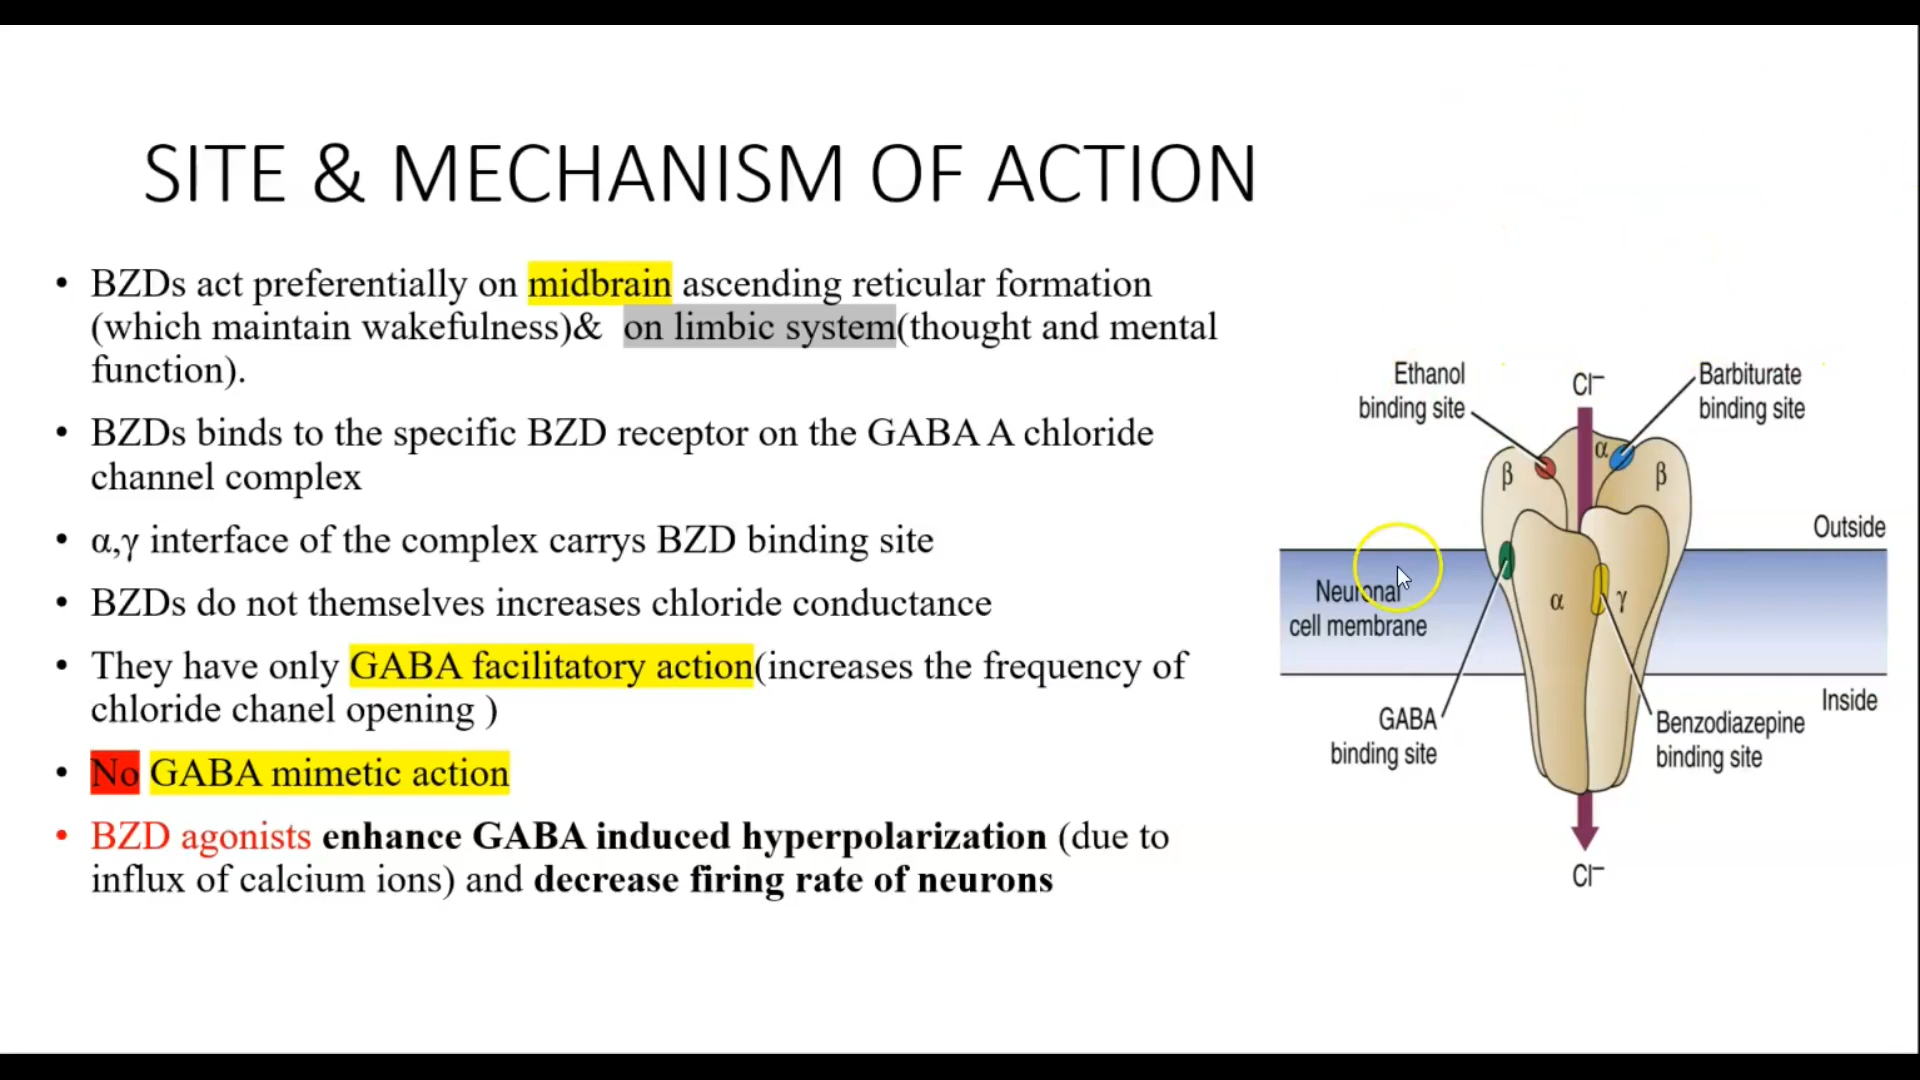 SITE & MECHANISM OF ACTION
• BZDs act preferentially on midbrain ascending reticular formation
(which maintain wakefulness)& on limbic system(thought and mental
function).
• BZDs binds to the specific BZD receptor on the GABA A chloride
channel complex
• α,γ interface of the complex carrys BZD binding site
• BZDs do not themselves increases chloride conductance
• They have only GABA facilitatory action(increases the frequency of
chloride chanel opening )
• No GABA mimetic action
• BZD agonists enhance GABA induced hyperpolarization (due to
influx of calcium ions) and decrease firing rate of neurons
Ethanol
binding site
Cl⁻
Barbiturate
binding site
α
β
β
Outside
Neuronal
cell membrane
α
γ
Inside
GABA
binding site
Benzodiazepine
binding site
Cl⁻